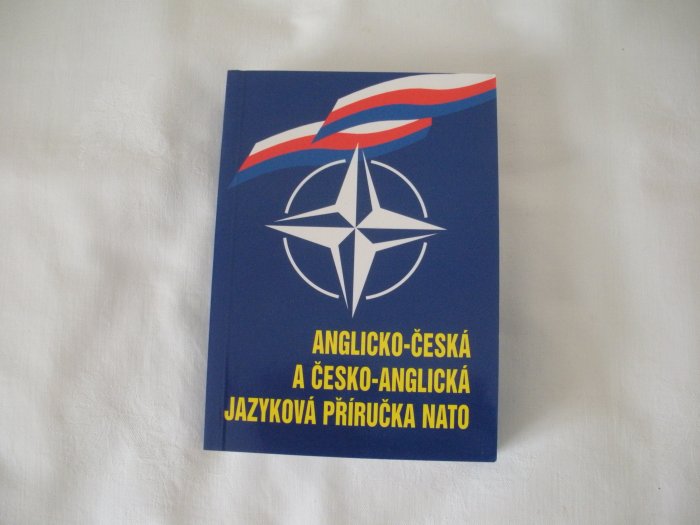 ANGLICKO-ČESKÁ
A ČESKO-ANGLICKÁ
JAZYKOVÁ PŘÍRUČKA NATO